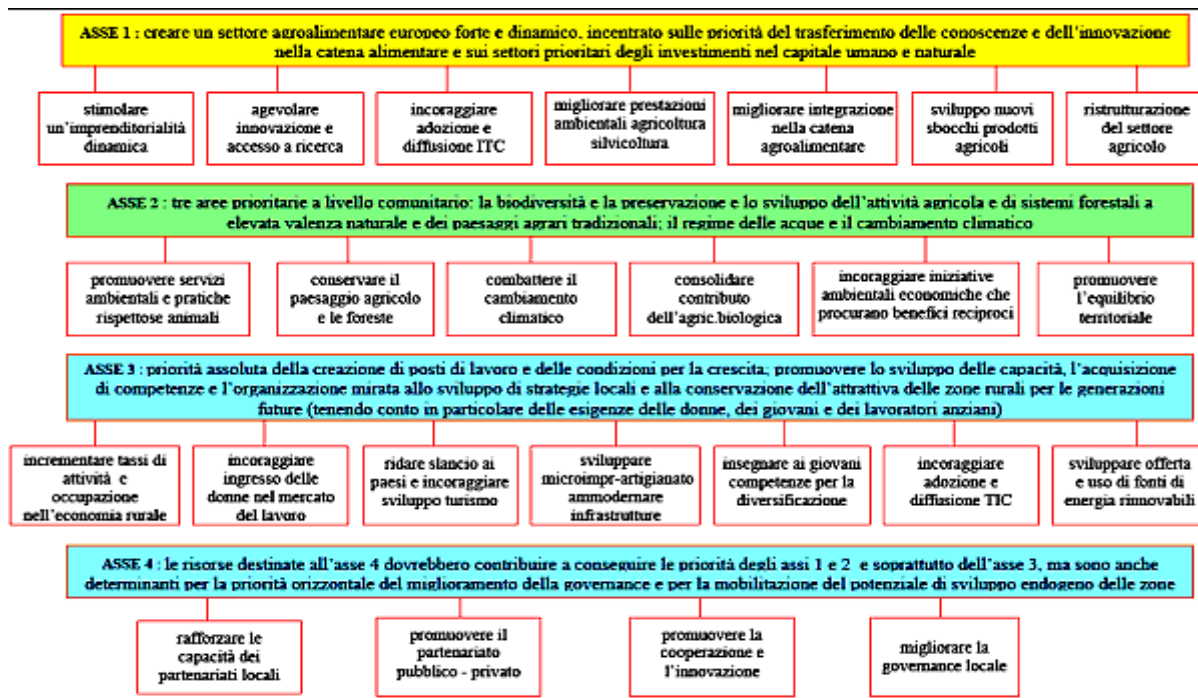 ASSE 1 : creare un settore agroalimentare europeo forte e dinamico, incentrato sulle priorità del trasferimento delle conoscenze e dell'innovazione
nella catena alimentare e sui settori prioritari degli investimenti nel capitale umano e naturale
stimolare
un'imprenditorialità
dinamica
agevolare
innovazione e
accesso a ricerca
incoraggiare
adozione e
diffusione ITC
migliorare prestazioni
ambientali agricoltura
silvicoltura
migliorare integrazione
nella catena
agroalimentare
sviluppo nuovi
sbocchi prodotti
agricoli
ristrutturazione
del settore
agricolo
ASSE 2 : tre aree prioritarie a livello comunitario: la biodiversità e la preservazione e lo sviluppo dell'attività agricola e di sistemi forestali a
elevata valenza naturale e dei paesaggi agrari tradizionali; il regime delle acque e il cambiamento climatico
promuovere servizi
ambientali e pratiche
rispettose animali
conservare il
paesaggio agricolo
e le foreste
combattere il
cambiamento
climatico
consolidare
contributo
dell'agric.biologica
incoraggiare iniziative
ambientali economiche che
procurano benefici reciproci
promuovere
l'equilibrio
territoriale
ASSE 3 : priorità assoluta della creazione di posti di lavoro e delle condizioni per la crescita; promuovere lo sviluppo delle capacità, l'acquisizione
di competenze e l'organizzazione mirata allo sviluppo di strategie locali e alla conservazione dell'attrattiva delle zone rurali per le generazioni
future (tenendo conto in particolare delle esigenze delle donne, dei giovani e dei lavoratori anziani)
incrementare tassi di
attività e
occupazione
nell'economia rurale
incoraggiare
ingresso delle
donne nel mercato
del lavoro
ridare slancio ai
paesi e incoraggiare
sviluppo turismo
sviluppare
microimpr-artigianato
ammodernare
infrastrutture
insegnare ai giovani
competenze per la
diversificazione
incoraggiare
adozione e
diffusione TIC
sviluppare offerta
e uso di fonti di
energia rinnovabili
ASSE 4 : le risorse destinate all'asse 4 dovrebbero contribuire a conseguire le priorità degli assi 1 e 2 e soprattutto dell'asse 3, ma sono anche
determinanti per la priorità orizzontale del miglioramento della governance e per la mobilitazione del potenziale di sviluppo endogeno delle zone
rafforzare le
capacità dei
partenariati locali
promuovere il
partenariato
pubblico - privato
promuovere la
cooperazione e
l'innovazione
migliorare la
governance locale